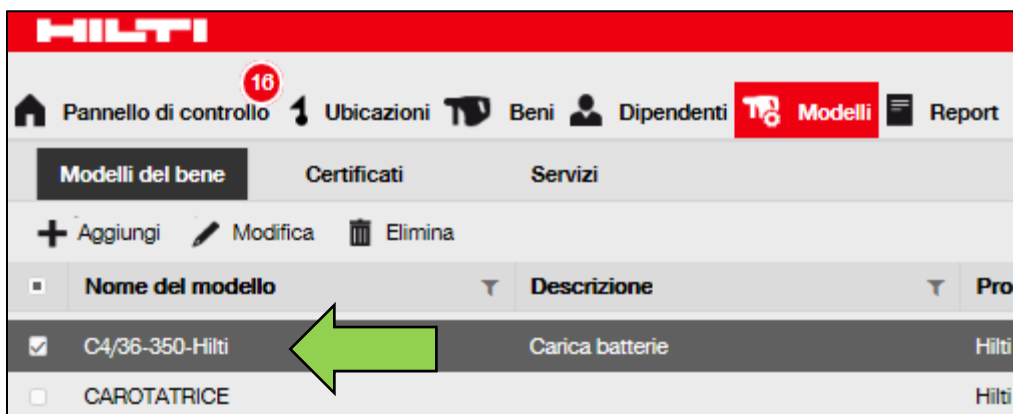 HILTI
16
Pannello di controllo Ubicazioni Beni Dipendenti Modelli Report
Modelli del bene Certificati Servizi
Aggiungi Modifica Elimina
Nome del modello Descrizione Pro
C4/36-350-Hilti Carica batterie Hilti
CAROTATRICE Hilti